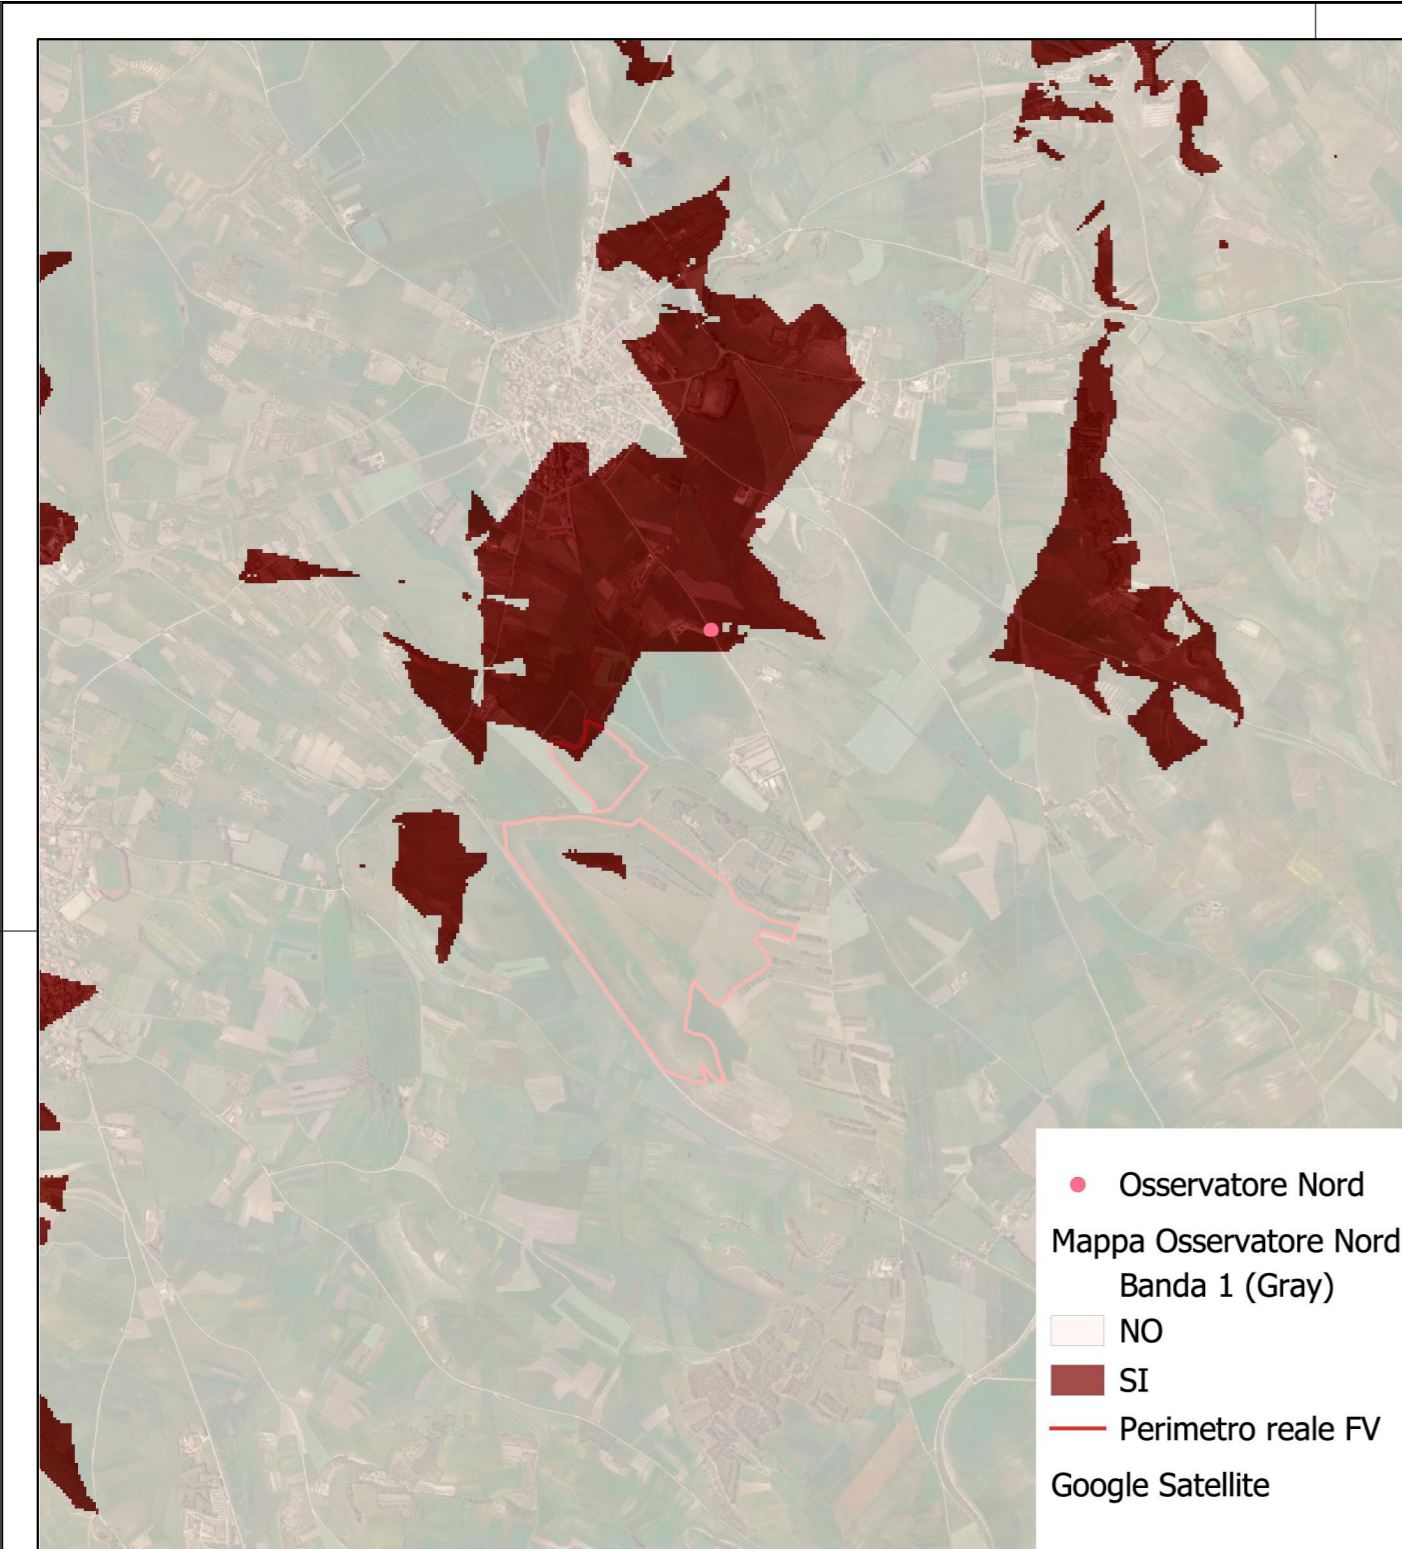 Osservatore Nord
Mappa Osservatore Nord
Banda 1 (Gray)
NO
SI
Perimetro reale FV
Google Satellite